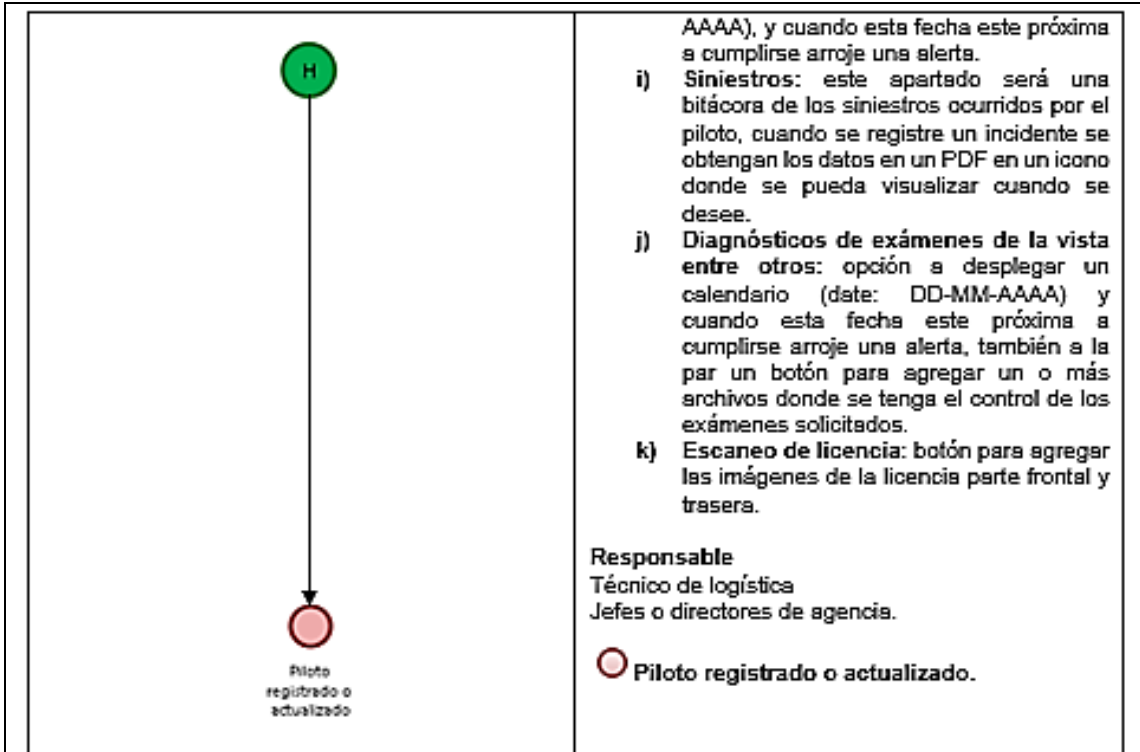 H
Piloto
registrado o
actualizado
AAAA), y cuando esta fecha este próxima
a cumplirse arroje una alerta.
i) Siniestros: este apartado será una
bitácora de los siniestros ocurridos por el
piloto, cuando se registre un incidente se
obtengan los datos en un PDF en un icono
donde se pueda visualizar cuando se
desee.
j) Diagnósticos de exámenes de la vista
entre otros: opción a desplegar un
calendario (date: DD-MM-AAAA) y
cuando esta fecha este próxima a
cumplirse arroje una alerta, también a la
par un botón para agregar un o más
archivos donde se tenga el control de los
exámenes solicitados.
k) Escaneo de licencia: botón para agregar
las imágenes de la licencia parte frontal y
trasera.
Responsable
Técnico de logística
Jefes o directores de agencia.
Piloto registrado o actualizado.